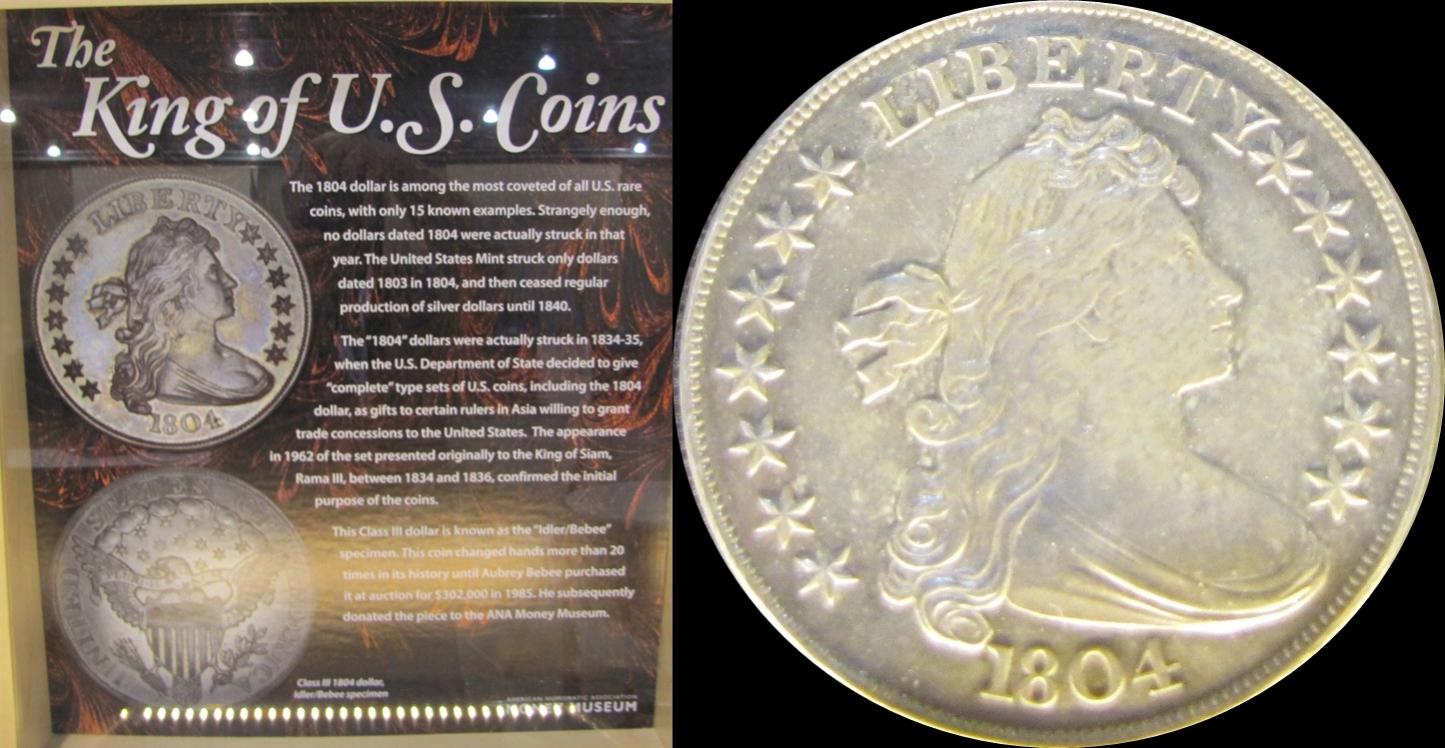 The
King of U.S. Coins
The 1804 dollar is among the most coveted of all U.S. rare
coins, with only 15 known examples. Strangely enough,
no dollars dated 1804 were actually struck in that
year. The United States Mint struck only dollars
dated 1803 in 1804, and then ceased regular
production of silver dollars until 1840.
The "1804" dollars were actually struck in 1834-35,
when the U.S. Department of State decided to give
"complete" type sets of U.S. coins, including the 1804
dollar, as gifts to certain rulers in Asia willing to grant
trade concessions to the United States. The appearance
in 1962 of the set presented originally to the King of Siam,
Rama III, between 1834 and 1836, confirmed the initial
purpose of the coins.
This Class III dollar is known as the "Idler/Bebee"
specimen. This coin changed hands more than 20
times in its history until Aubrey Bebee purchased
it at auction for $302,000 in 1985. He subsequently
donated the piece to the ANA Money Museum.
LIBERTY
1804
UNITED STATES OF AMERICA
Class III 1804 dollar,
Idler/Bebee specimen
AMERICAN NUMISMATIC ASSOCIATION
MONEY MUSEUM
LIBERTY
1804